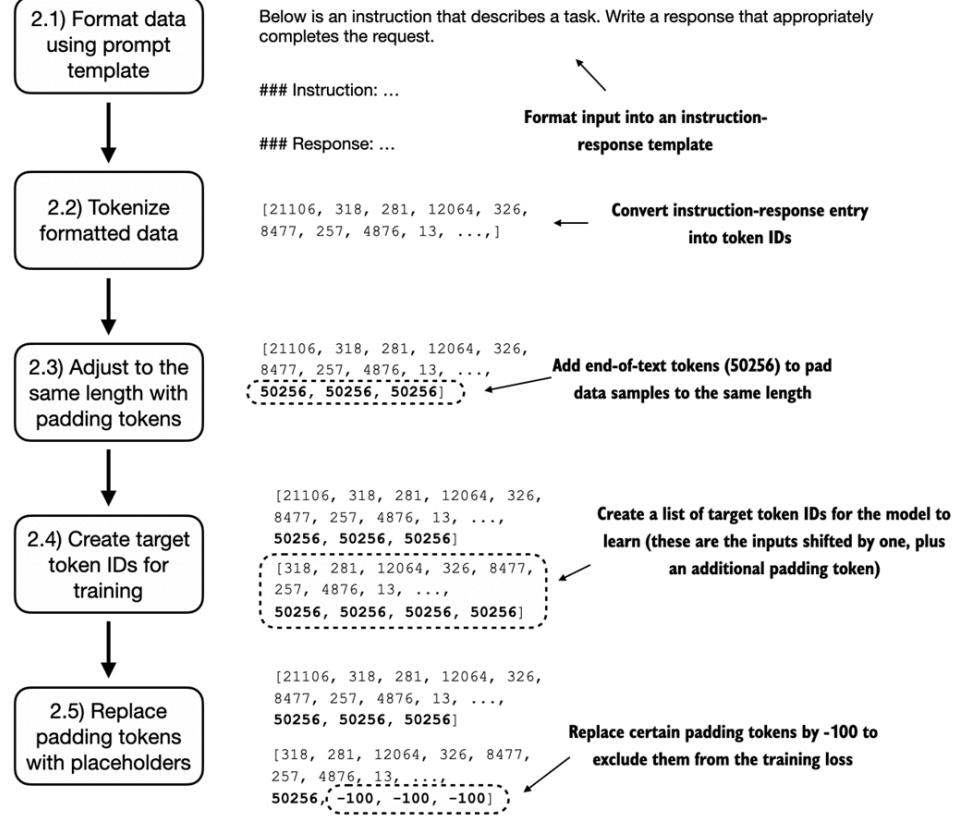 2.1) Format data
using prompt
template
Below is an instruction that describes a task. Write a response that appropriately
completes the request.
### Instruction: ...
### Response: ...
Format input into an instruction-
response template
2.2) Tokenize
formatted data
[21106, 318, 281, 12064, 326,
8477, 257, 4876, 13, ...,]
Convert instruction-response entry
into token IDs
2.3) Adjust to the
same length with
padding tokens
[21106, 318, 281, 12064, 326,
8477, 257, 4876, 13, ...,
50256, 50256, 50256]
Add end-of-text tokens (50256) to pad
data samples to the same length
2.4) Create target
token IDs for
training
[21106, 318, 281, 12064, 326,
8477, 257, 4876, 13, ...,
50256, 50256, 50256]
[318, 281, 12064, 326, 8477,
257, 4876, 13, ...,
50256, 50256, 50256, 50256]
Create a list of target token IDs for the model to
learn (these are the inputs shifted by one, plus
an additional padding token)
2.5) Replace
padding tokens
with placeholders
[21106, 318, 281, 12064, 326,
8477, 257, 4876, 13, ...,
50256, 50256, 50256]
[318, 281, 12064, 326, 8477,
257, 4876, 13, ...,
50256, -100, -100, -100]
Replace certain padding tokens by -100 to
exclude them from the training loss